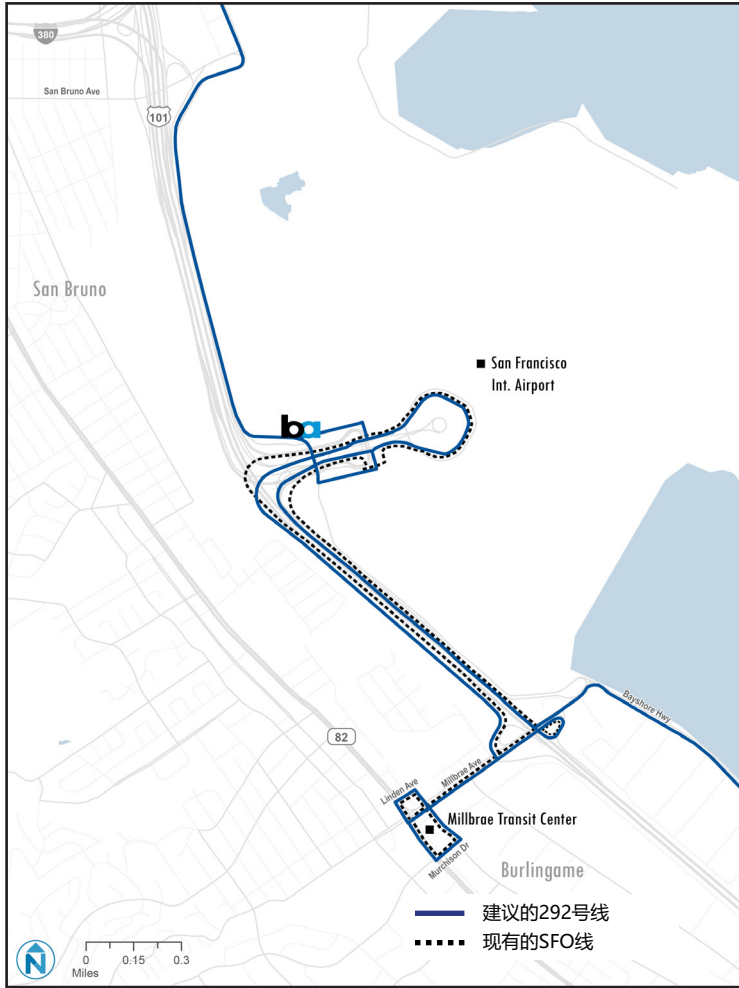 380
San Bruno Ave
101
San Bruno
San Francisco
Int. Airport
ba
Bayshore Hwy
82
Millbrae Ave
Linden Ave
Millbrae Transit Center
Murchison Dr
Burlingame
建议的292号线
现有的SFO线
N
0 0.15 0.3
Miles